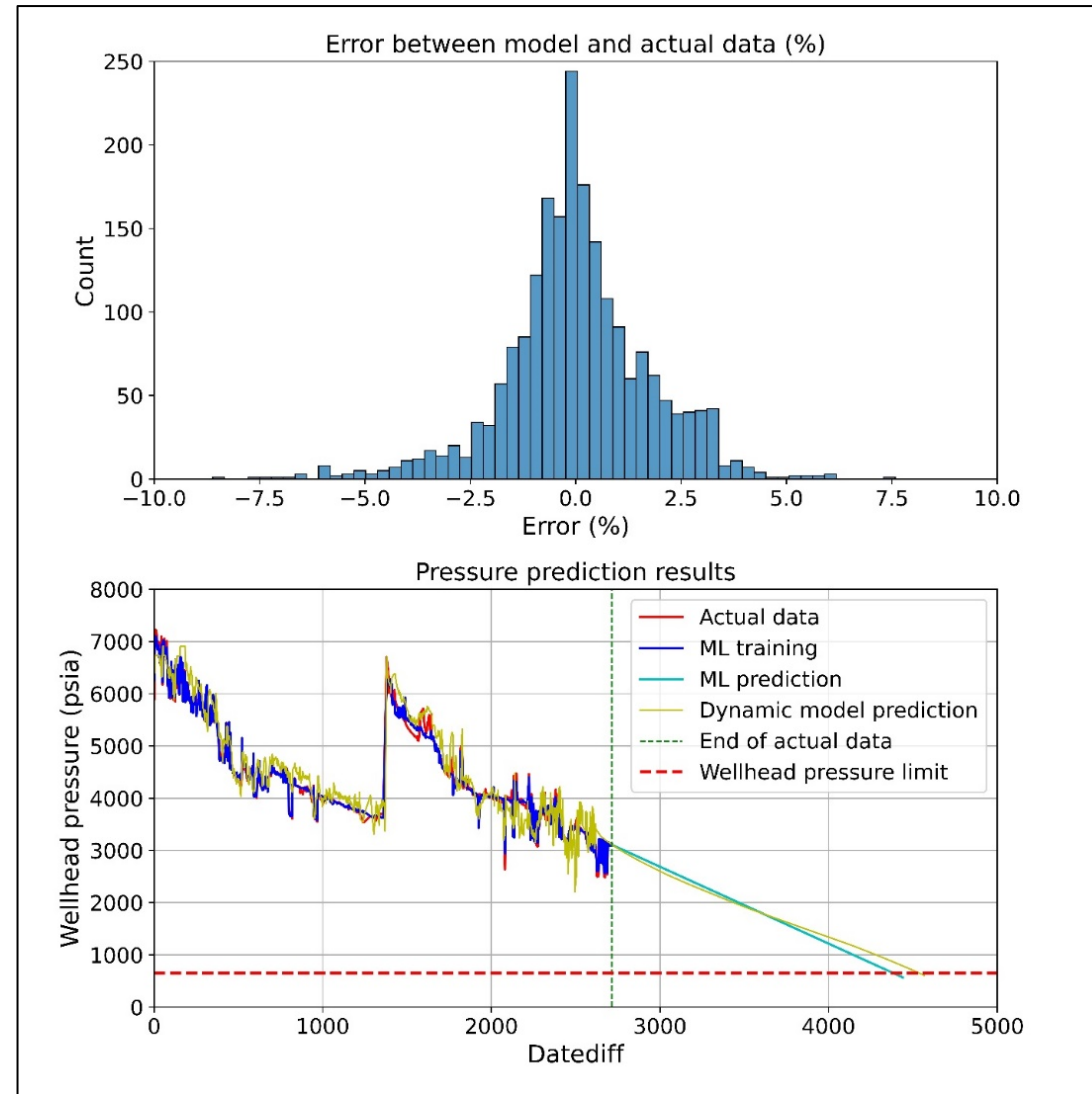 Error between model and actual data (%)
250
200
150
100
50
0
Count
−10.0 −7.5 −5.0 −2.5 0.0 2.5 5.0 7.5 10.0
Error (%)
Pressure prediction results
8000
7000
6000
5000
4000
3000
2000
1000
0
Wellhead pressure (psia)
Actual data
ML training
ML prediction
Dynamic model prediction
End of actual data
Wellhead pressure limit
0 1000 2000 3000 4000 5000
Datediff